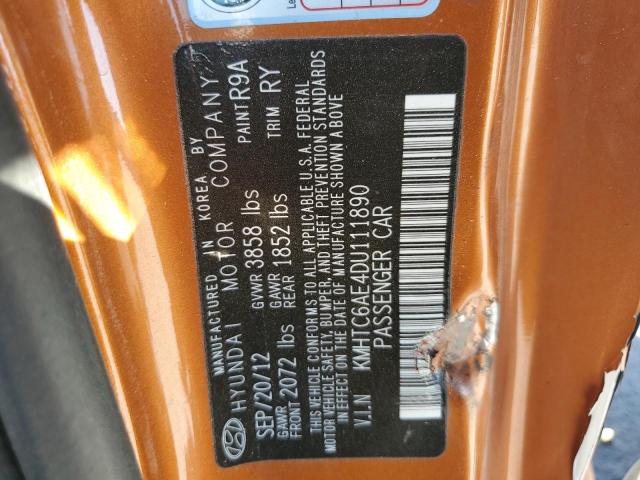 MANUFACTURED IN KOREA BY
HYUNDAI MOTOR COMPANY
SEP/20/12 GVWR 3858 lbs PAINT R9A
GAWR FRONT 2072 lbs GAWR REAR 1852 lbs TRIM RY
THIS VEHICLE CONFORMS TO ALL APPLICABLE U.S.A. FEDERAL
MOTOR VEHICLE SAFETY, BUMPER, AND THEFT PREVENTION STANDARDS
IN EFFECT ON THE DATE OF MANUFACTURE SHOWN ABOVE
V.I.N KMHTC6AE4DU111890
PASSENGER CAR